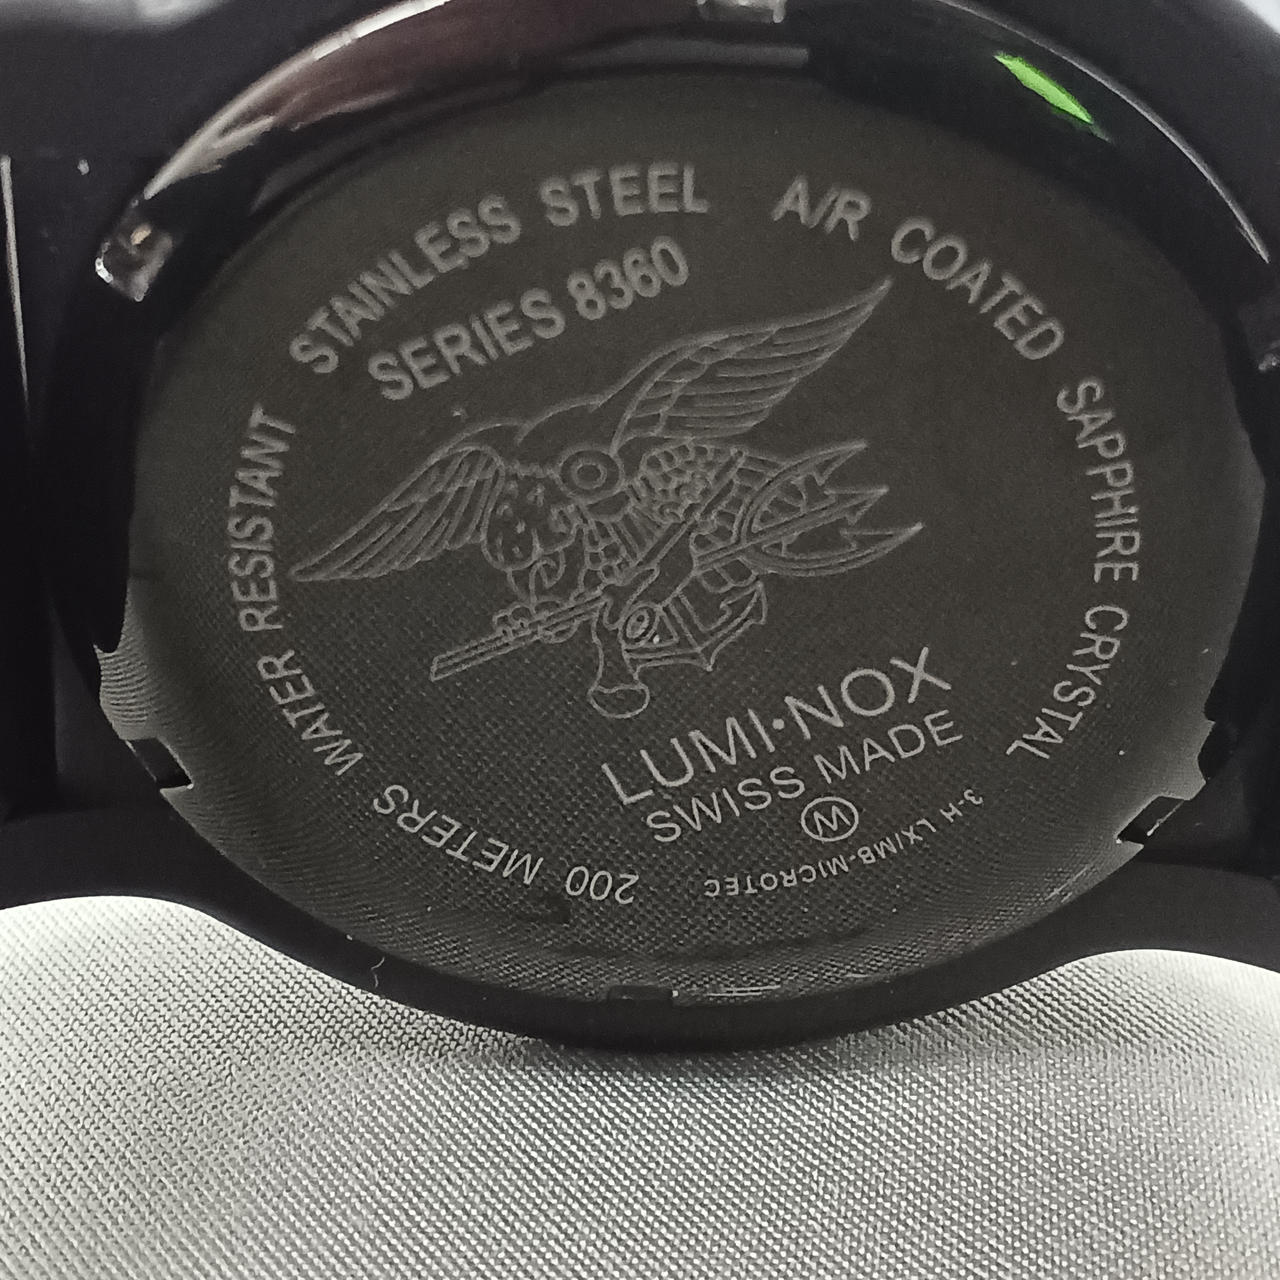 STAINLESS STEEL
A/R COATED
SAPPHIRE CRYSTAL
SERIES 8360
WATER RESISTANT
200 METERS
LUMI·NOX
SWISS MADE
W
3-H LX/MB-MICROTEC